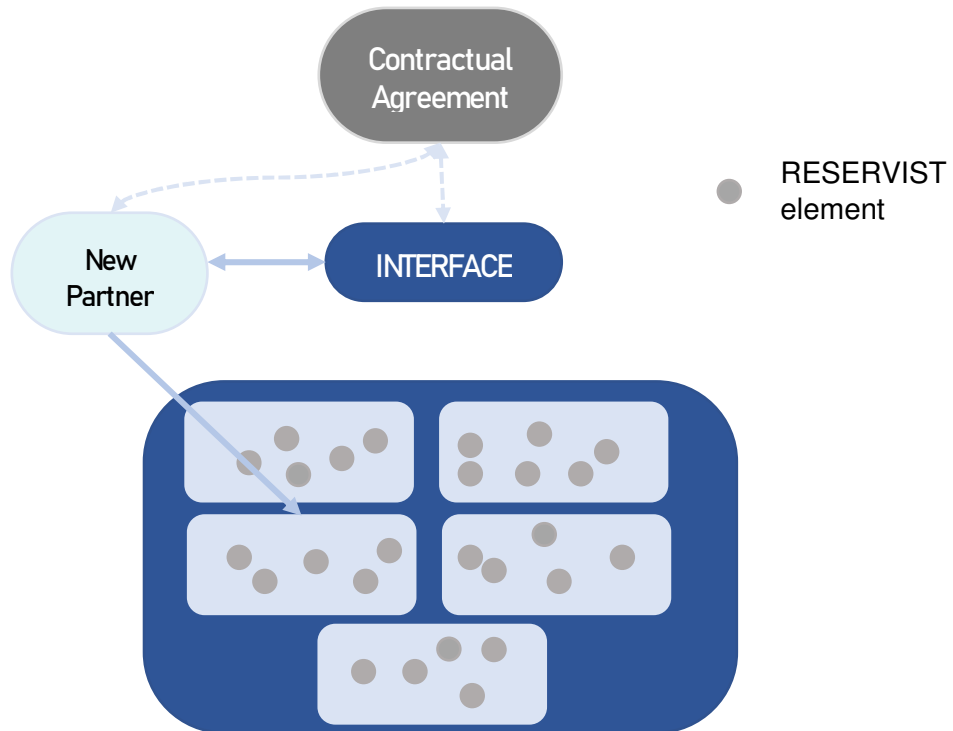 Contractual
Agreement
RESERVIST
element
New
Partner
INTERFACE